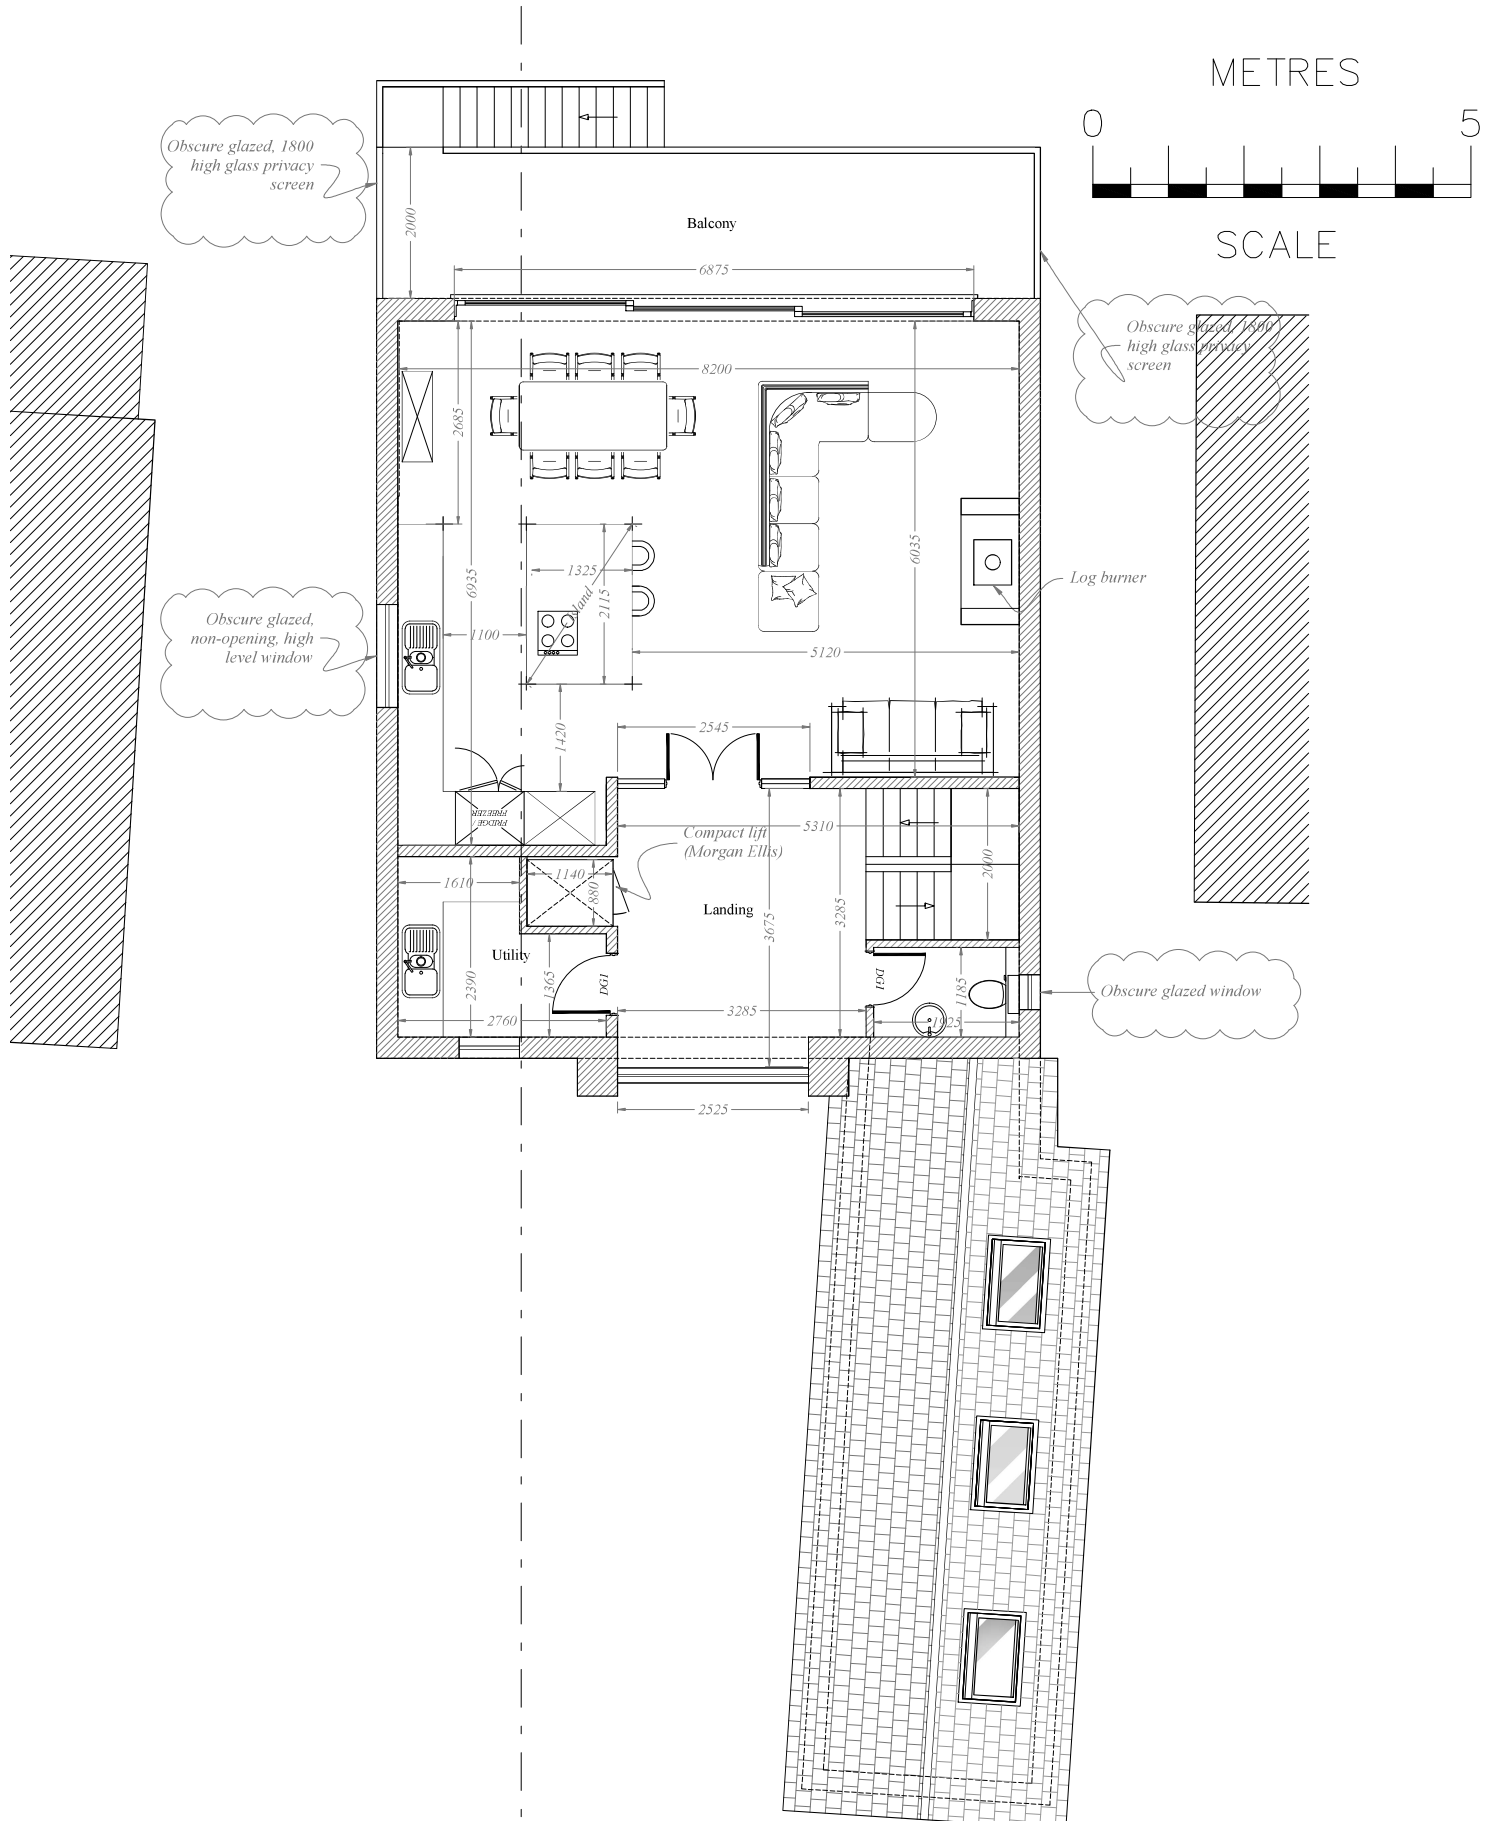 METRES
0
5
SCALE
Obscure glazed, 1800
high glass privacy
screen
2000
Balcony
6875
Obscure glazed, 1800
high glass privacy
screen
8200
2685
6935
6035
1325
Island
2115
1100
Log burner
Obscure glazed,
non-opening, high
level window
5120
2545
1420
FRIDGE /
FREEZER
5310
Compact lift
(Morgan Ellis)
2000
1140
880
1610
Landing
3675
3285
Utility
2390
1365
DG1
DG1
1185
Obscure glazed window
2760
3285
1925
2525